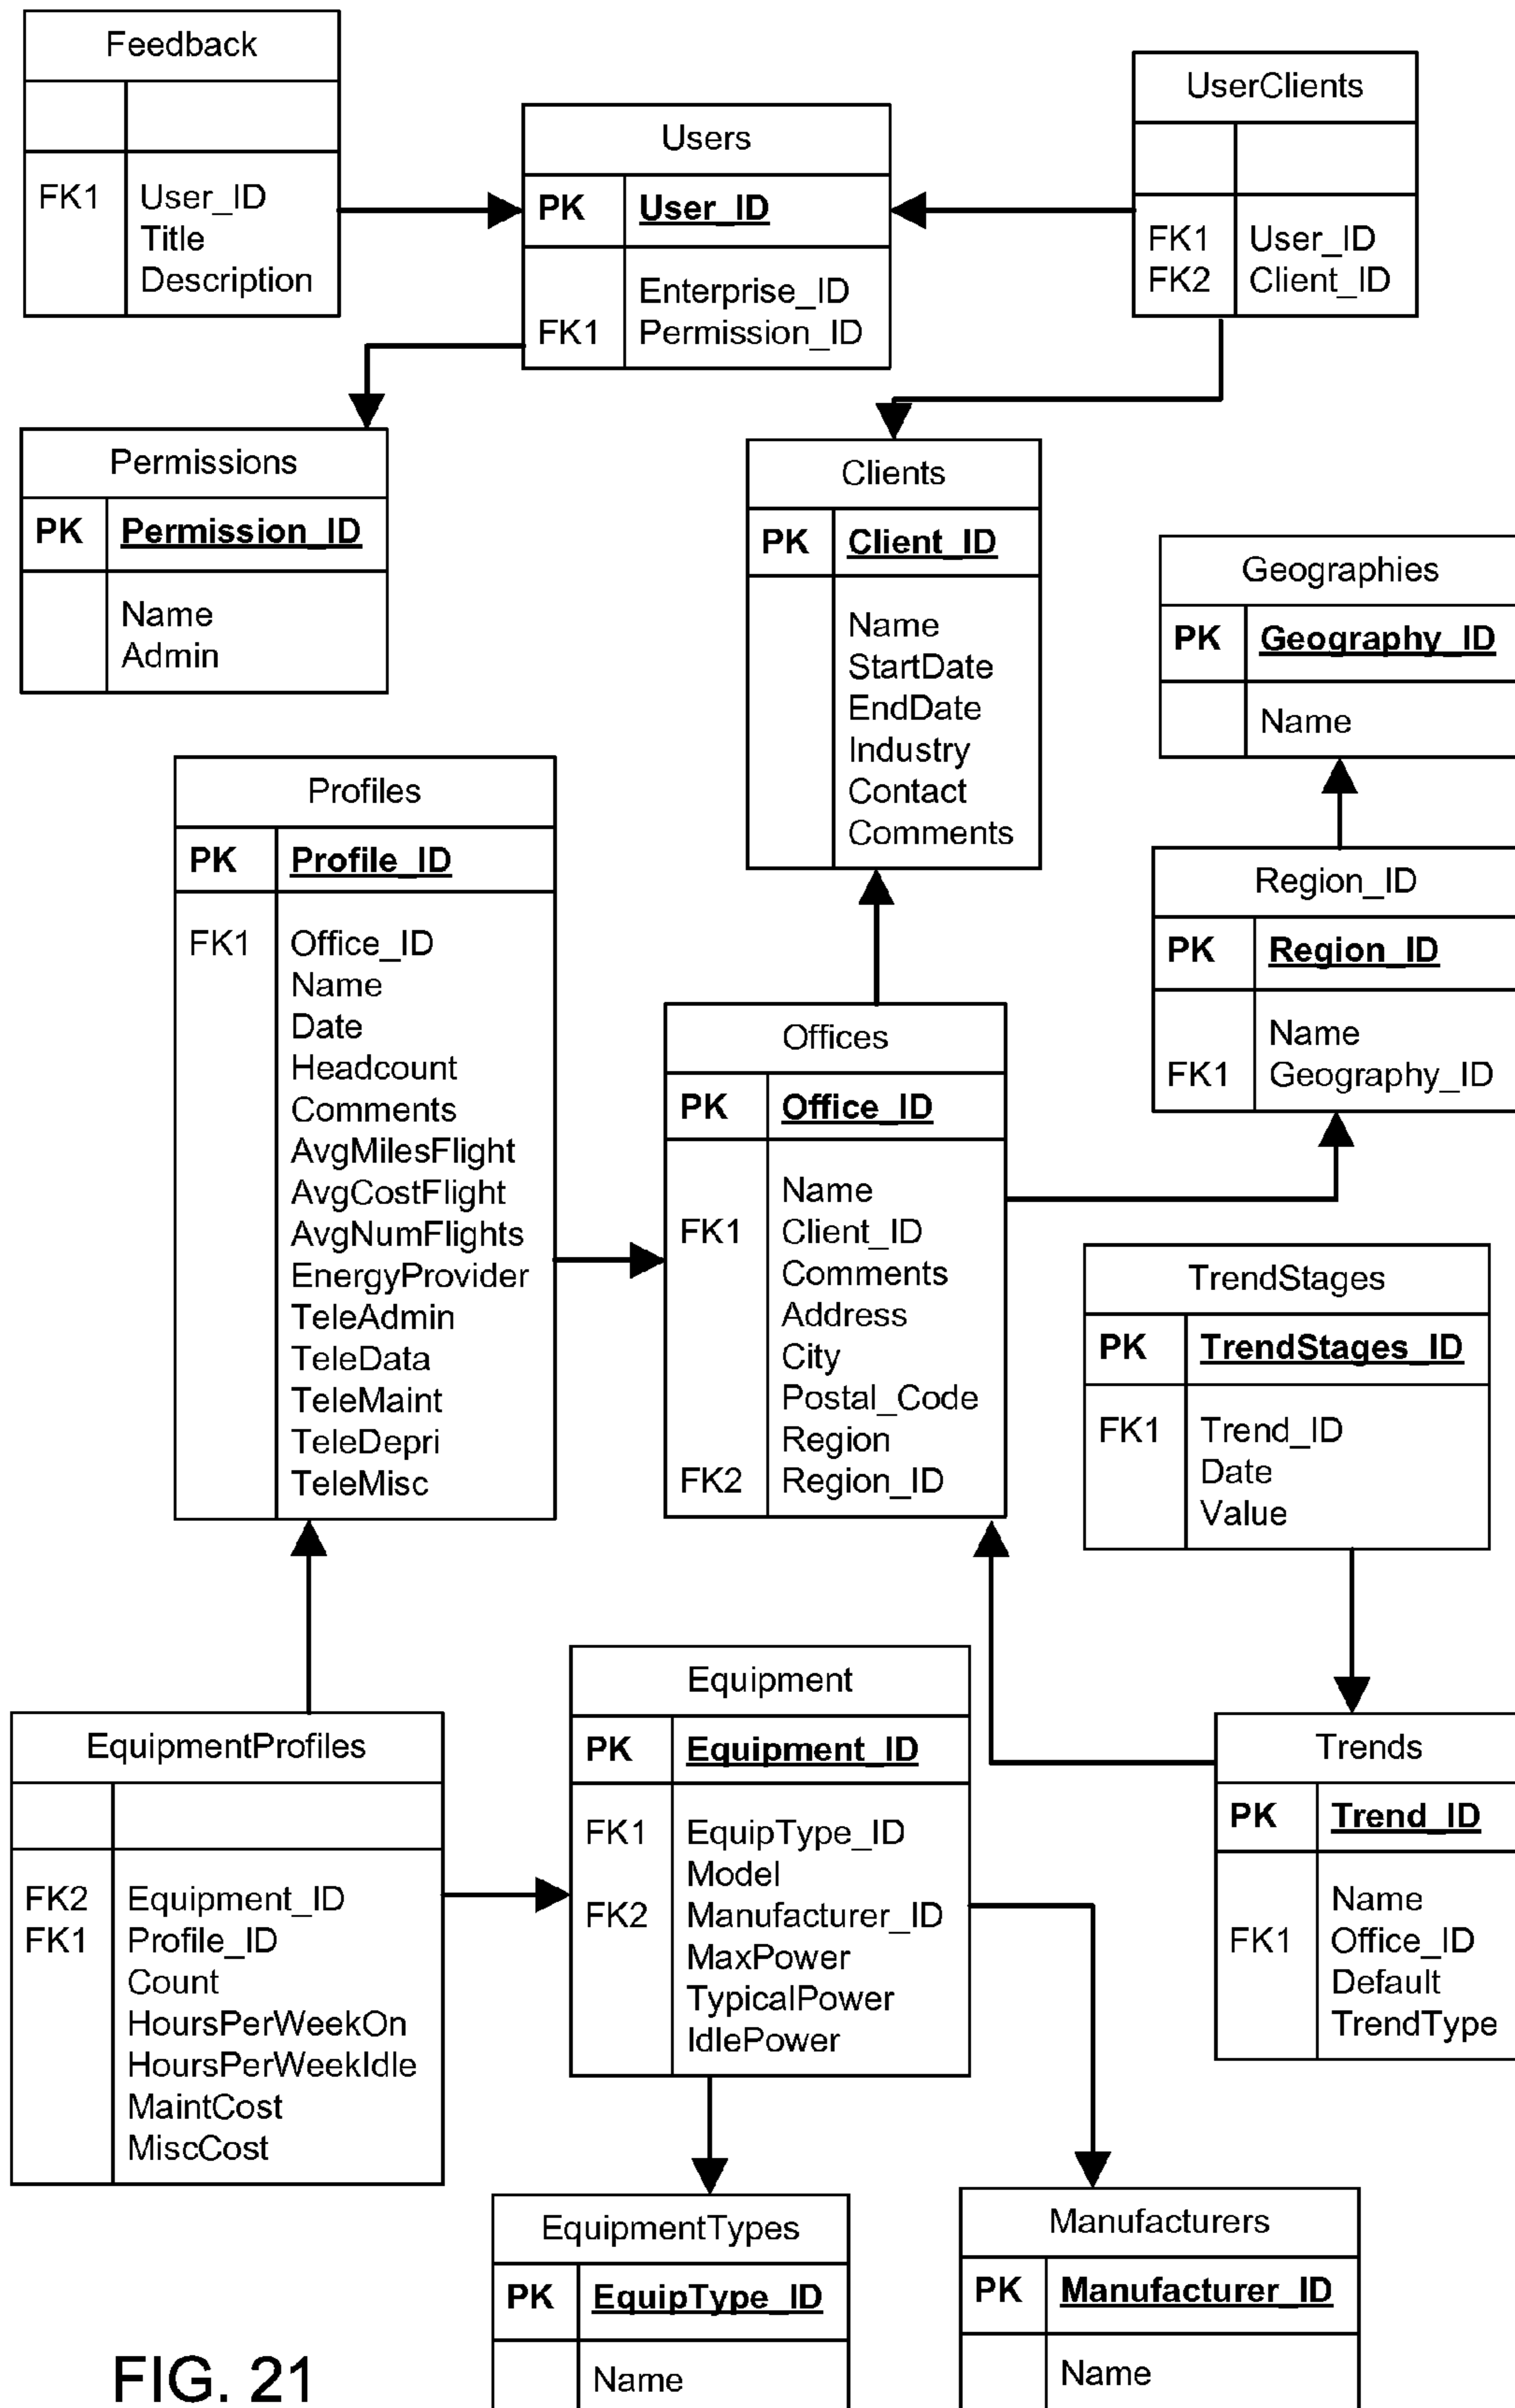 Feedback
FK1 User_ID
Title
Description
Users
PK User_ID
Enterprise_ID
FK1 Permission_ID
UserClients
FK1 User_ID
FK2 Client_ID
Permissions
PK Permission_ID
Name
Admin
Clients
PK Client_ID
Name
StartDate
EndDate
Industry
Contact
Comments
Geographies
PK Geography_ID
Name
Profiles
PK Profile_ID
FK1 Office_ID
Name
Date
Headcount
Comments
AvgMilesFlight
AvgCostFlight
AvgNumFlights
EnergyProvider
TeleAdmin
TeleData
TeleMaint
TeleDepri
TeleMisc
Region_ID
PK Region_ID
Name
FK1 Geography_ID
Offices
PK Office_ID
Name
FK1 Client_ID
Comments
Address
City
Postal_Code
Region
FK2 Region_ID
TrendStages
PK TrendStages_ID
FK1 Trend_ID
Date
Value
EquipmentProfiles
FK2 Equipment_ID
FK1 Profile_ID
Count
HoursPerWeekOn
HoursPerWeekIdle
MaintCost
MiscCost
Equipment
PK Equipment_ID
FK1 EquipType_ID
Model
FK2 Manufacturer_ID
MaxPower
TypicalPower
IdlePower
Trends
PK Trend_ID
Name
FK1 Office_ID
Default
TrendType
EquipmentTypes
PK EquipType_ID
Name
Manufacturers
PK Manufacturer_ID
Name
FIG. 21